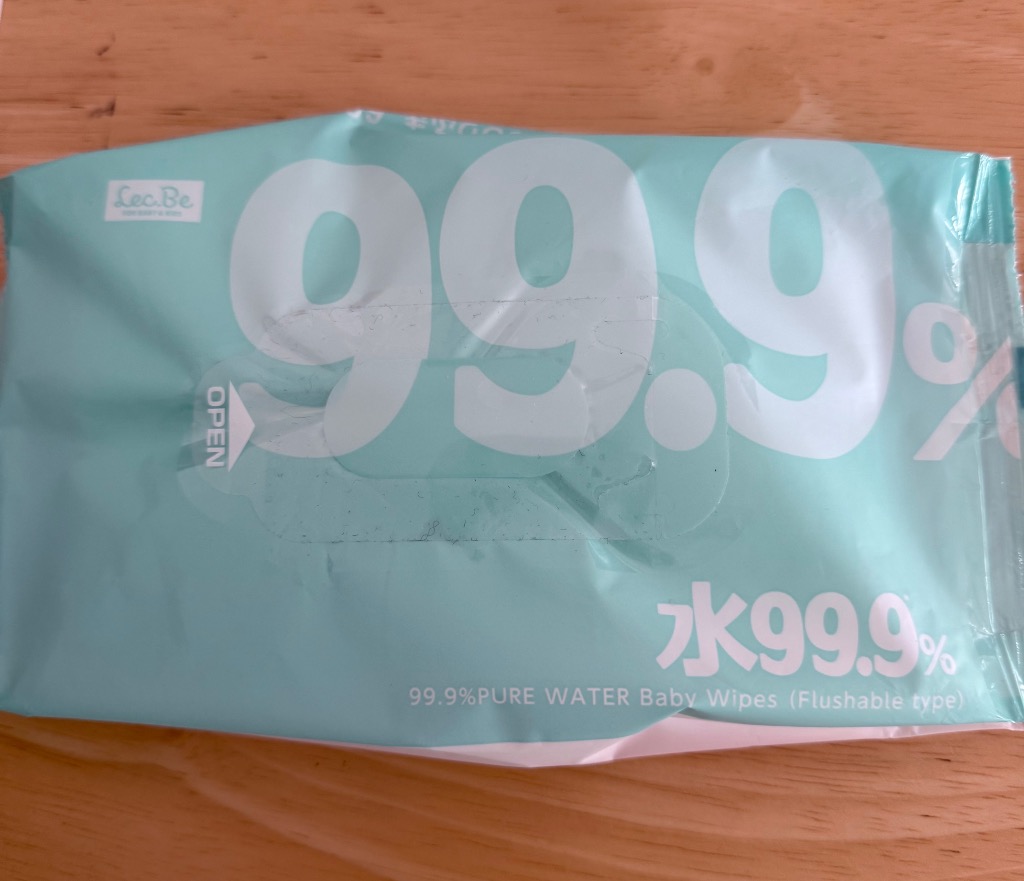 Lec.Be
99.9%
OPEN
水99.9%
99.9%PURE WATER Baby Wipes (Flushable type)